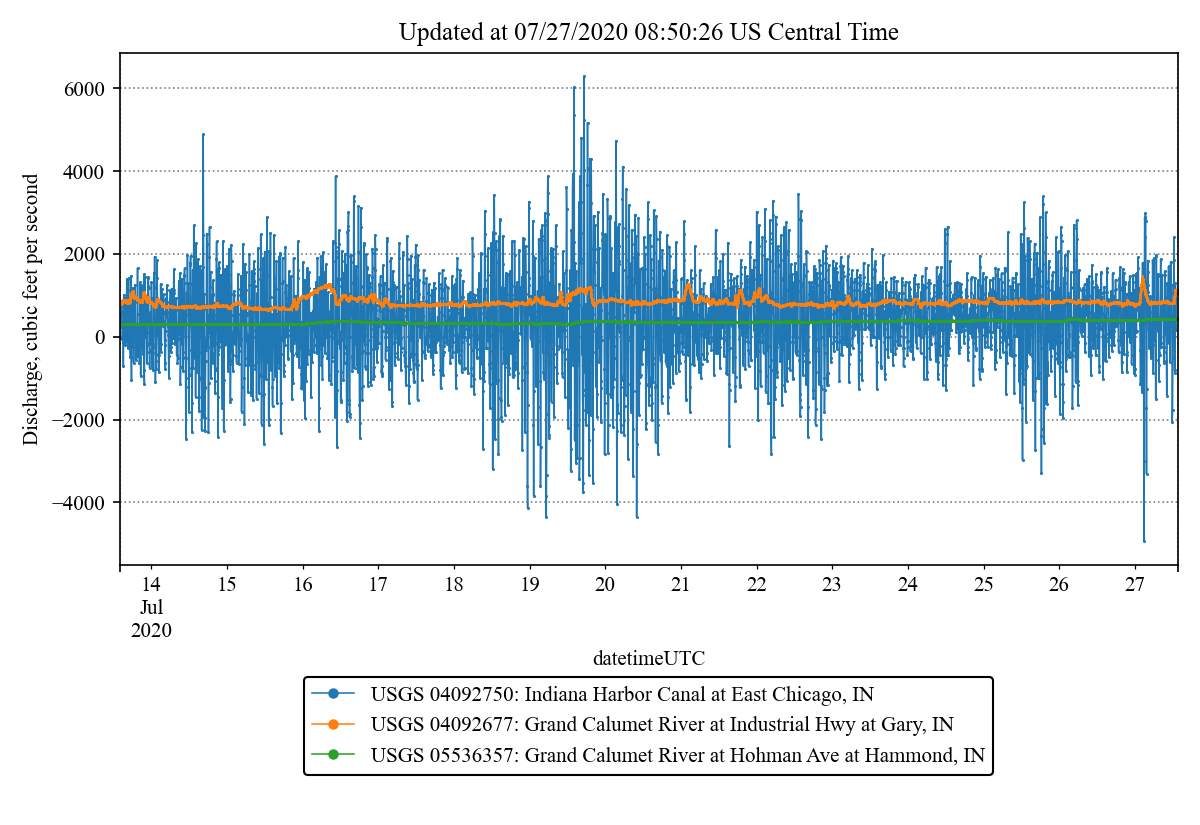 Updated at 07/27/2020 08:50:26 US Central Time
Discharge, cubic feet per second
6000
4000
2000
0
−2000
−4000
14 15 16 17 18 19 20 21 22 23 24 25 26 27
Jul
2020
datetimeUTC
USGS 04092750: Indiana Harbor Canal at East Chicago, IN
USGS 04092677: Grand Calumet River at Industrial Hwy at Gary, IN
USGS 05536357: Grand Calumet River at Hohman Ave at Hammond, IN